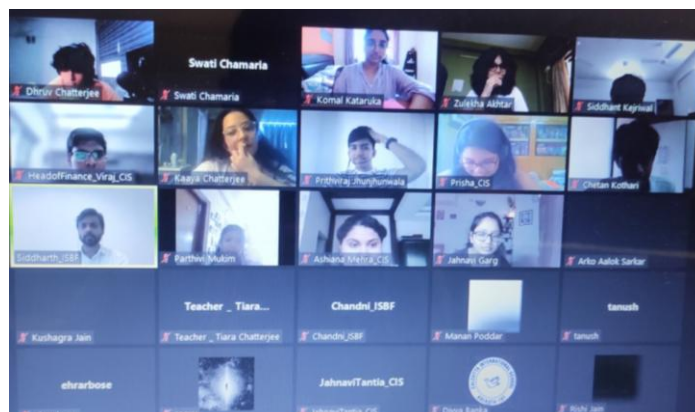 Dhruv Chatterjee
Swati Chamaria
Swati Chamaria
Komal Kataruka
Zulekha Akhtar
Siddhant Kejriwal
HeadofFinance_Viraj_CIS
Kaaya Chatterjee
Prithviraj Jhunjhunwala
Prisha_CIS
Chetan Kothari
Siddharth_ISBF
Parthivi Mukim
Ashiana Mehra_CIS
Jahnavi Garg
Arko Aalok Sarkar
Kushagra Jain
Teacher _ Tiara...
Teacher _ Tiara Chatterjee
Chandni_ISBF
Chandni_ISBF
Manan Poddar
tanush
tanush
ehrarbose
JahnaviTantia_CIS
JahnaviTantia_CIS